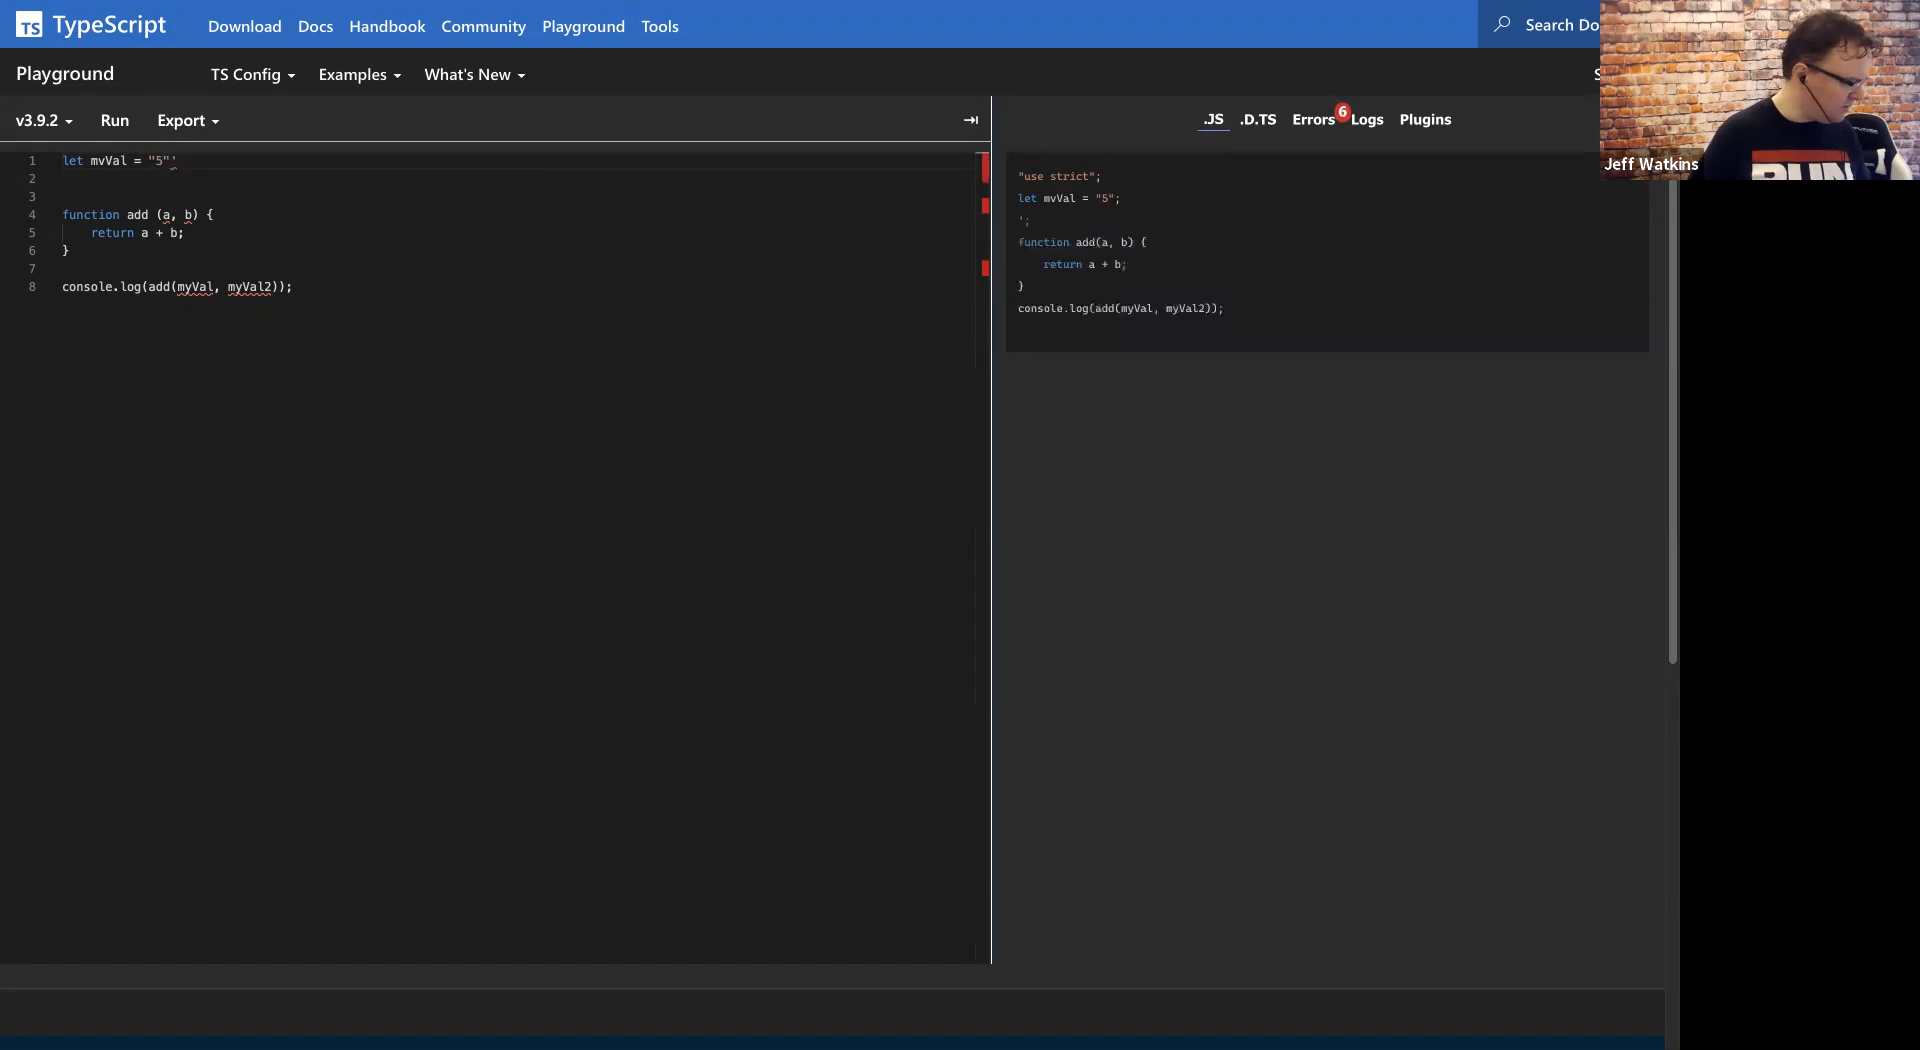 TS TypeScript
Download Docs Handbook Community Playground Tools
Search Do
Playground
TS Config
Examples
What's New
S
v3.9.2
Run
Export
.JS .D.TS Errors 6 Logs Plugins
1 let mvVal = "5"'
2
3
4 function add (a, b) {
5 return a + b;
6 }
7
8 console.log(add(myVal, myVal2));
"use strict";
let mvVal = "5";
';
function add(a, b) {
return a + b;
}
console.log(add(myVal, myVal2));
Jeff Watkins
RUN